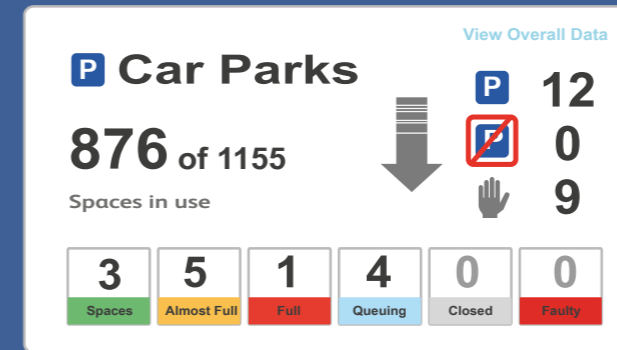 View Overall Data
P Car Parks
P 12
876 of 1155
P 0
Spaces in use
9
3 5 1 4 0 0
Spaces Almost Full Full Queuing Closed Faulty